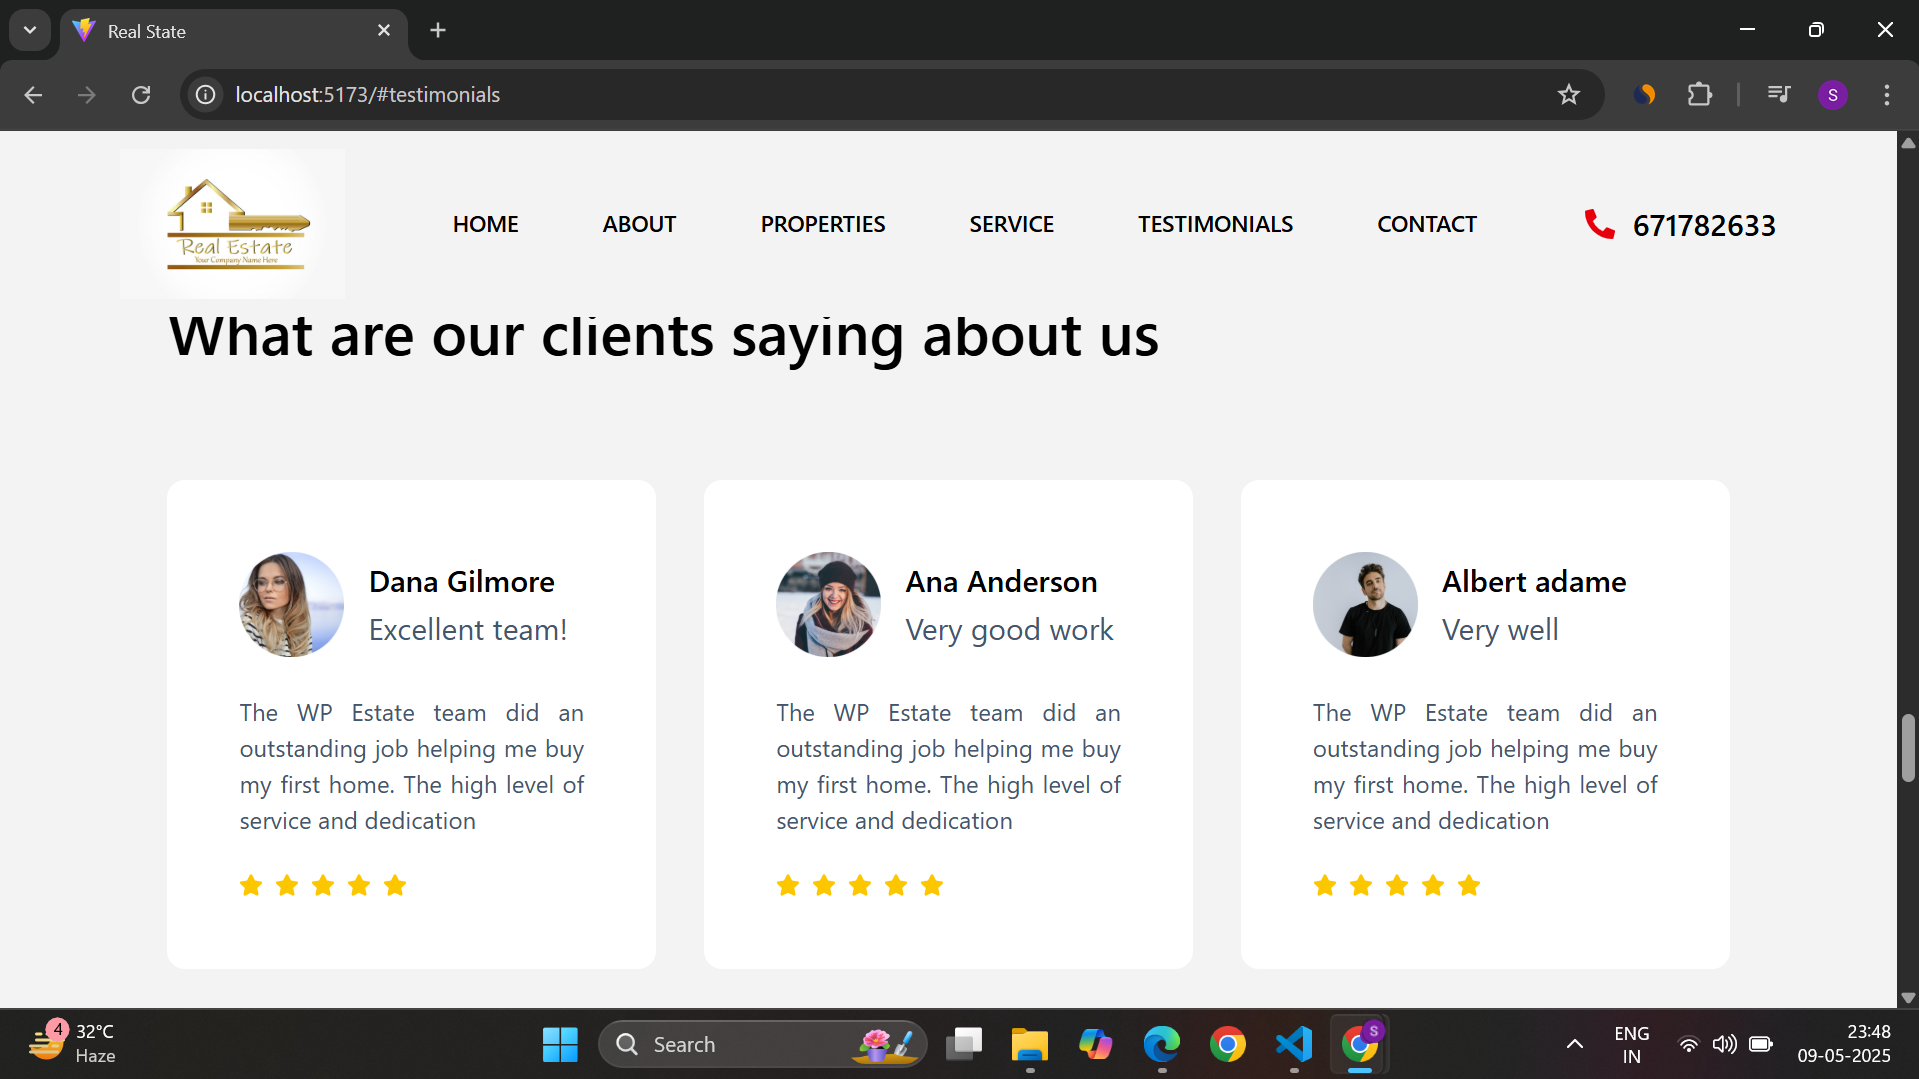 Real State
localhost:5173/#testimonials
S
Real Estate
Your Company Name Here
HOME
ABOUT
PROPERTIES
SERVICE
TESTIMONIALS
CONTACT
671782633
What are our clients saying about us
Dana Gilmore
Excellent team!
The WP Estate team did an
outstanding job helping me buy
my first home. The high level of
service and dedication
Ana Anderson
Very good work
The WP Estate team did an
outstanding job helping me buy
my first home. The high level of
service and dedication
Albert adame
Very well
The WP Estate team did an
outstanding job helping me buy
my first home. The high level of
service and dedication
4
32°C
Haze
Search
S
ENG
IN
23:48
09-05-2025